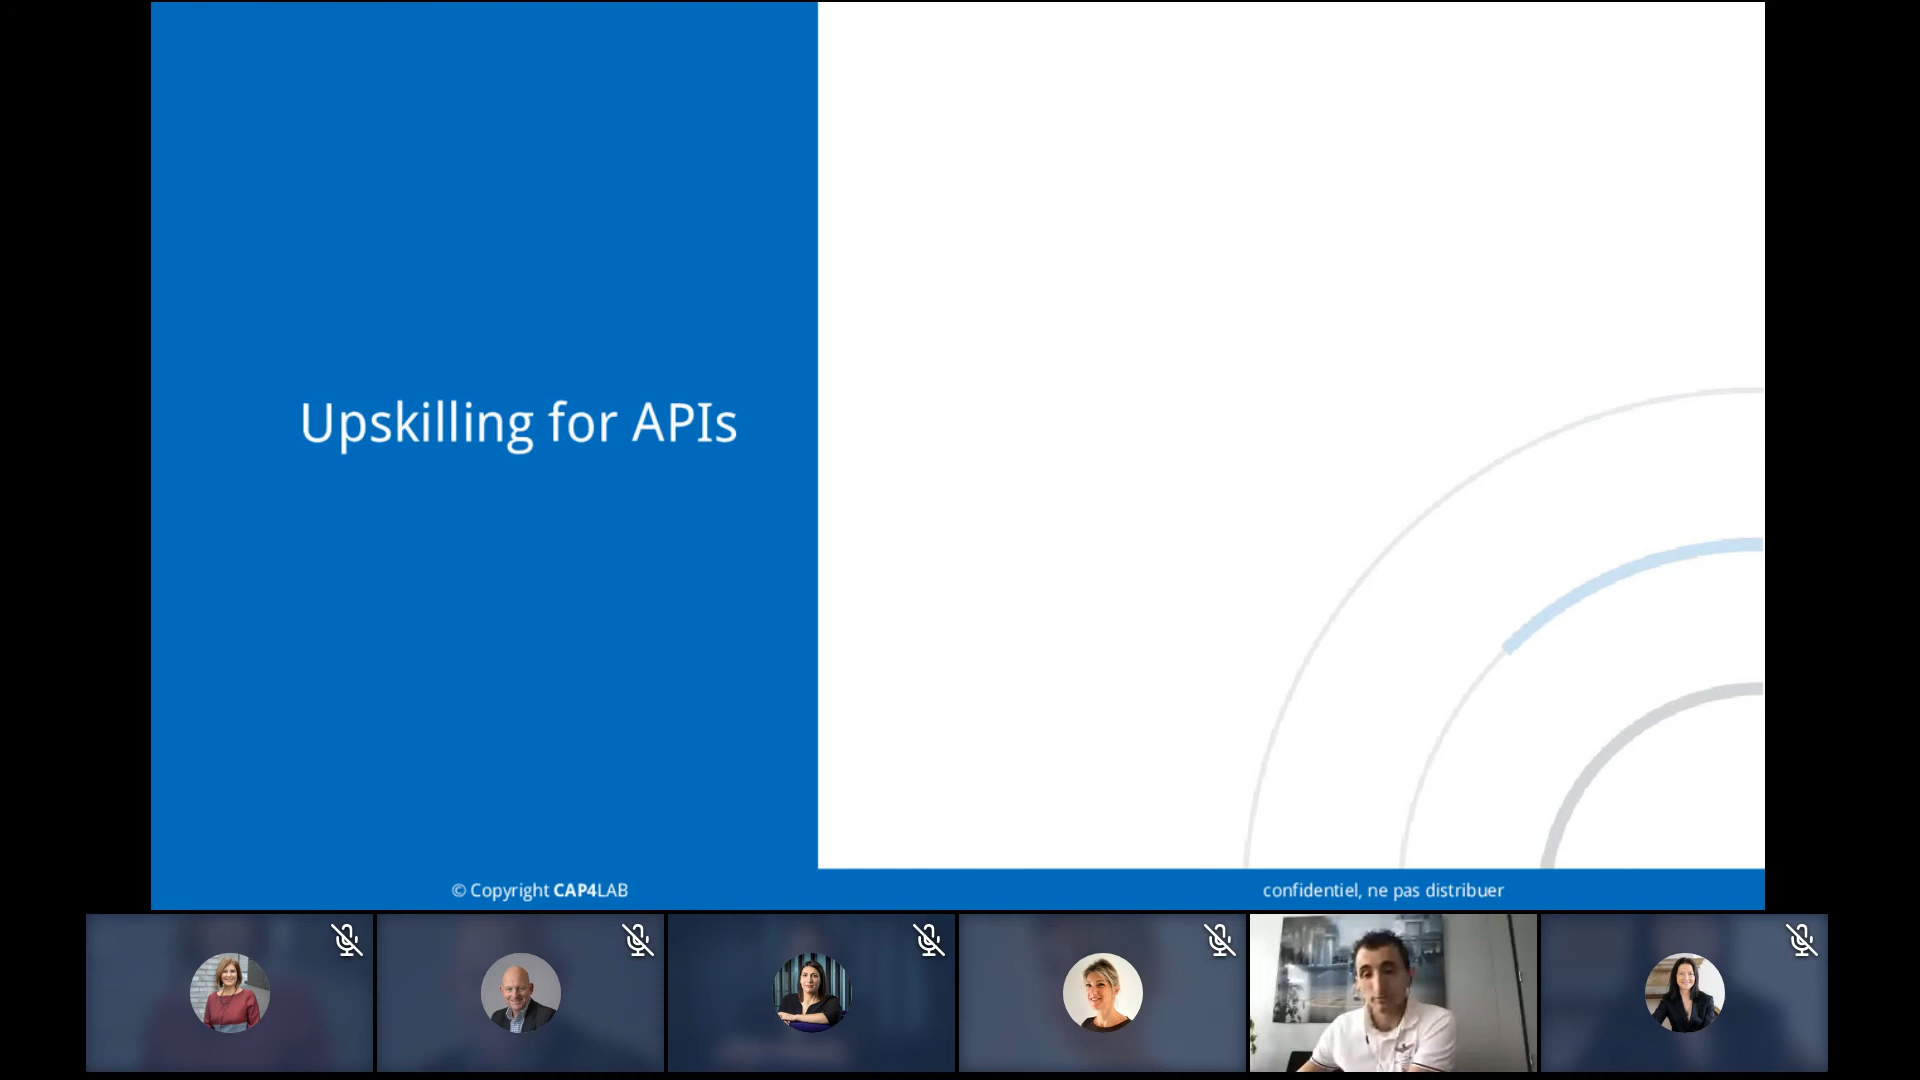 Upskilling for APIs
© Copyright CAP4LAB
confidentiel, ne pas distribuer